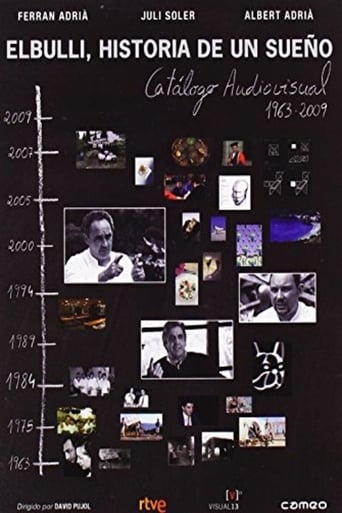 FERRAN ADRIÀ JULI SOLER ALBERT ADRIÀ
ELBULLI, HISTORIA DE UN SUEÑO
Catálogo Audiovisual
1963-2009
2009
2007
2005
2000
1994
1989
1984
1975
1963
Dirigido por DAVID PUJOL
rtve
[V]
VISUAL13
cameo